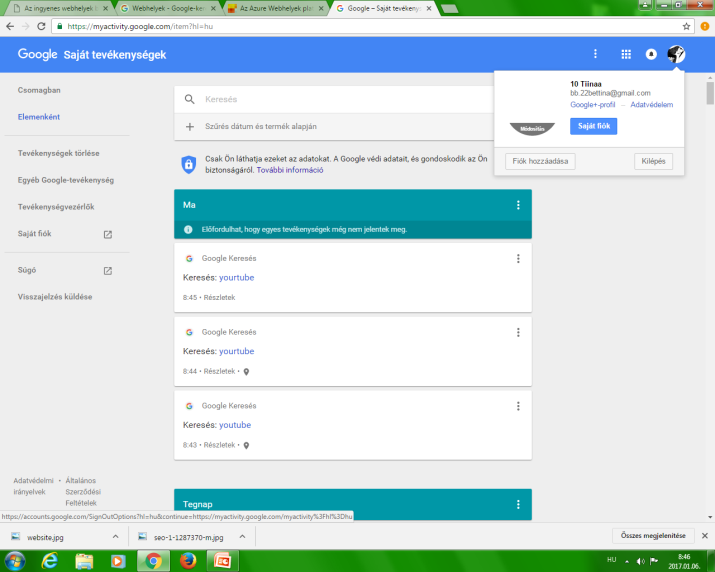 Az ingyenes webhelyek l
Webhelyek - Google-ker
Az Azure Webhelyek plat
Google – Saját tevékeny
https://myactivity.google.com/item?hl=hu
Google Saját tevékenységek
10 Tiinaa
bb.22bettina@gmail.com
Google+-profil – Adatvédelem
Módosítás
Saját fiók
Fiók hozzáadása
Kilépés
Csomagban
Elemenként
Tevékenységek törlése
Egyéb Google-tevékenység
Tevékenységvezérlők
Saját fiók
Súgó
Visszajelzés küldése
Keresés
Szűrés dátum és termék alapján
Csak Ön láthatja ezeket az adatokat. A Google védi adatait, és gondoskodik az Ön
biztonságáról. További információ
Ma
Előfordulhat, hogy egyes tevékenységek még nem jelentek meg.
Google Keresés
Keresés: yourtube
8:45 • Részletek
Google Keresés
Keresés: yourtube
8:44 • Részletek •
Google Keresés
Keresés: youtube
8:43 • Részletek •
Tegnap
Adatvédelmi • Általános
irányelvek Szerződési
Feltételek
https://accounts.google.com/SignOutOptions?hl=hu&continue=https://myactivity.google.com/myactivity%3Fhl%3Dhu
website.jpg
seo-1-1287370-m.jpg
Összes megjelenítése
HU
8:46
2017.01.06.